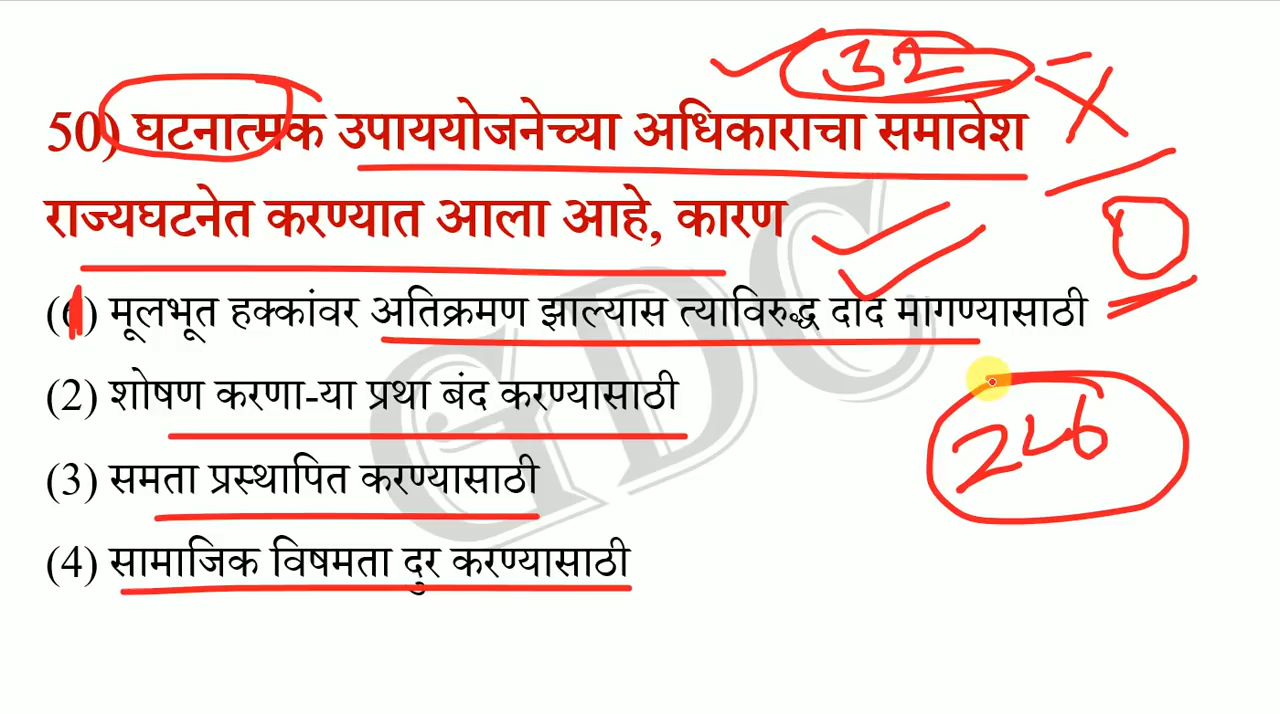 32
50) घटनात्मक उपाययोजनेच्या अधिकाराचा समावेश
राज्यघटनेत करण्यात आला आहे, कारण
(1) मूलभूत हक्कांवर अतिक्रमण झाल्यास त्याविरुद्ध दाद मागण्यासाठी
(2) शोषण करणा-या प्रथा बंद करण्यासाठी
(3) समता प्रस्थापित करण्यासाठी
(4) सामाजिक विषमता दुर करण्यासाठी
GDC